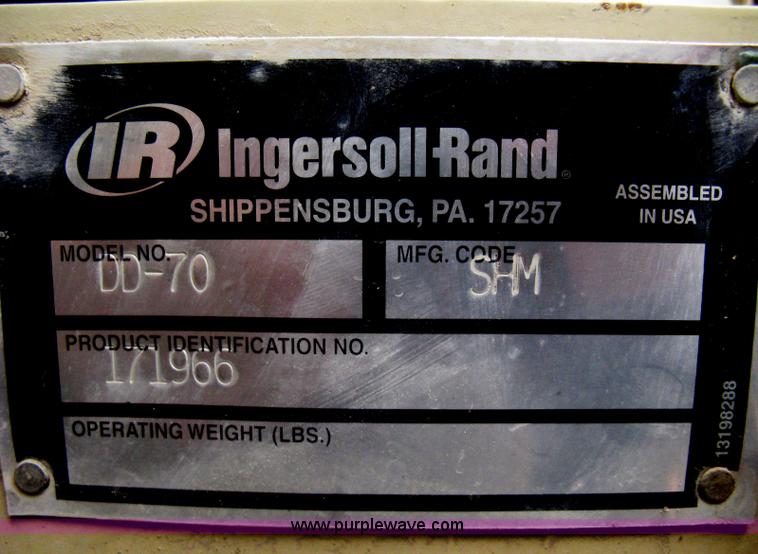 IR Ingersoll-Rand®
SHIPPENSBURG, PA. 17257
ASSEMBLED
IN USA
MODEL NO.
DD-70
MFG. CODE
SHM
PRODUCT IDENTIFICATION NO.
171966
OPERATING WEIGHT (LBS.)
13198288
www.purplewave.com